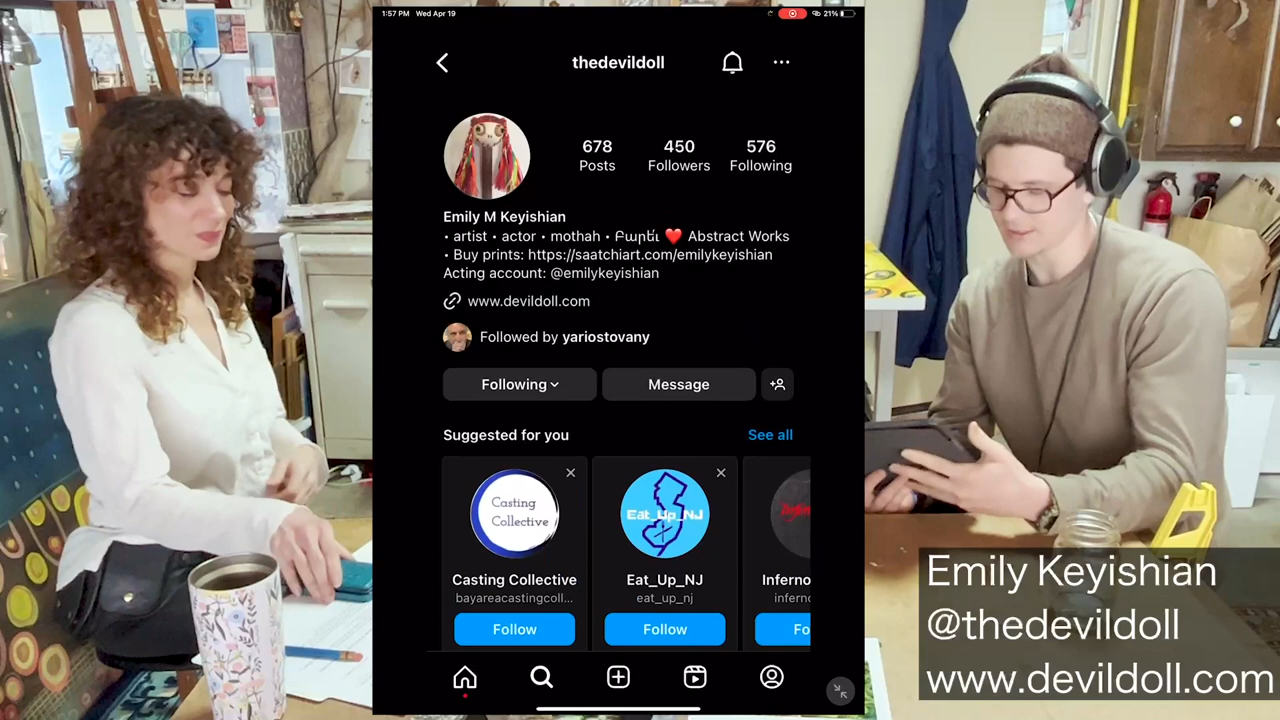 1:57 PM Wed Apr 19
21%
thedevildoll
678
Posts
450
Followers
576
Following
Emily M Keyishian
• artist • actor • mothah • Բարեւ ❤️ Abstract Works
• Buy prints: https://saatchiart.com/emilykeyishian
Acting account: @emilykeyishian
www.devildoll.com
Followed by yariostovany
Following
Message
Suggested for you
See all
Casting
Collective
Eat_Up_NJ
Casting Collective
Eat_Up_NJ
Inferno
bayareacastingcoll...
eat_up_nj
inferno
Follow
Follow
Fo
Emily Keyishian
@thedevildoll
www.devildoll.com